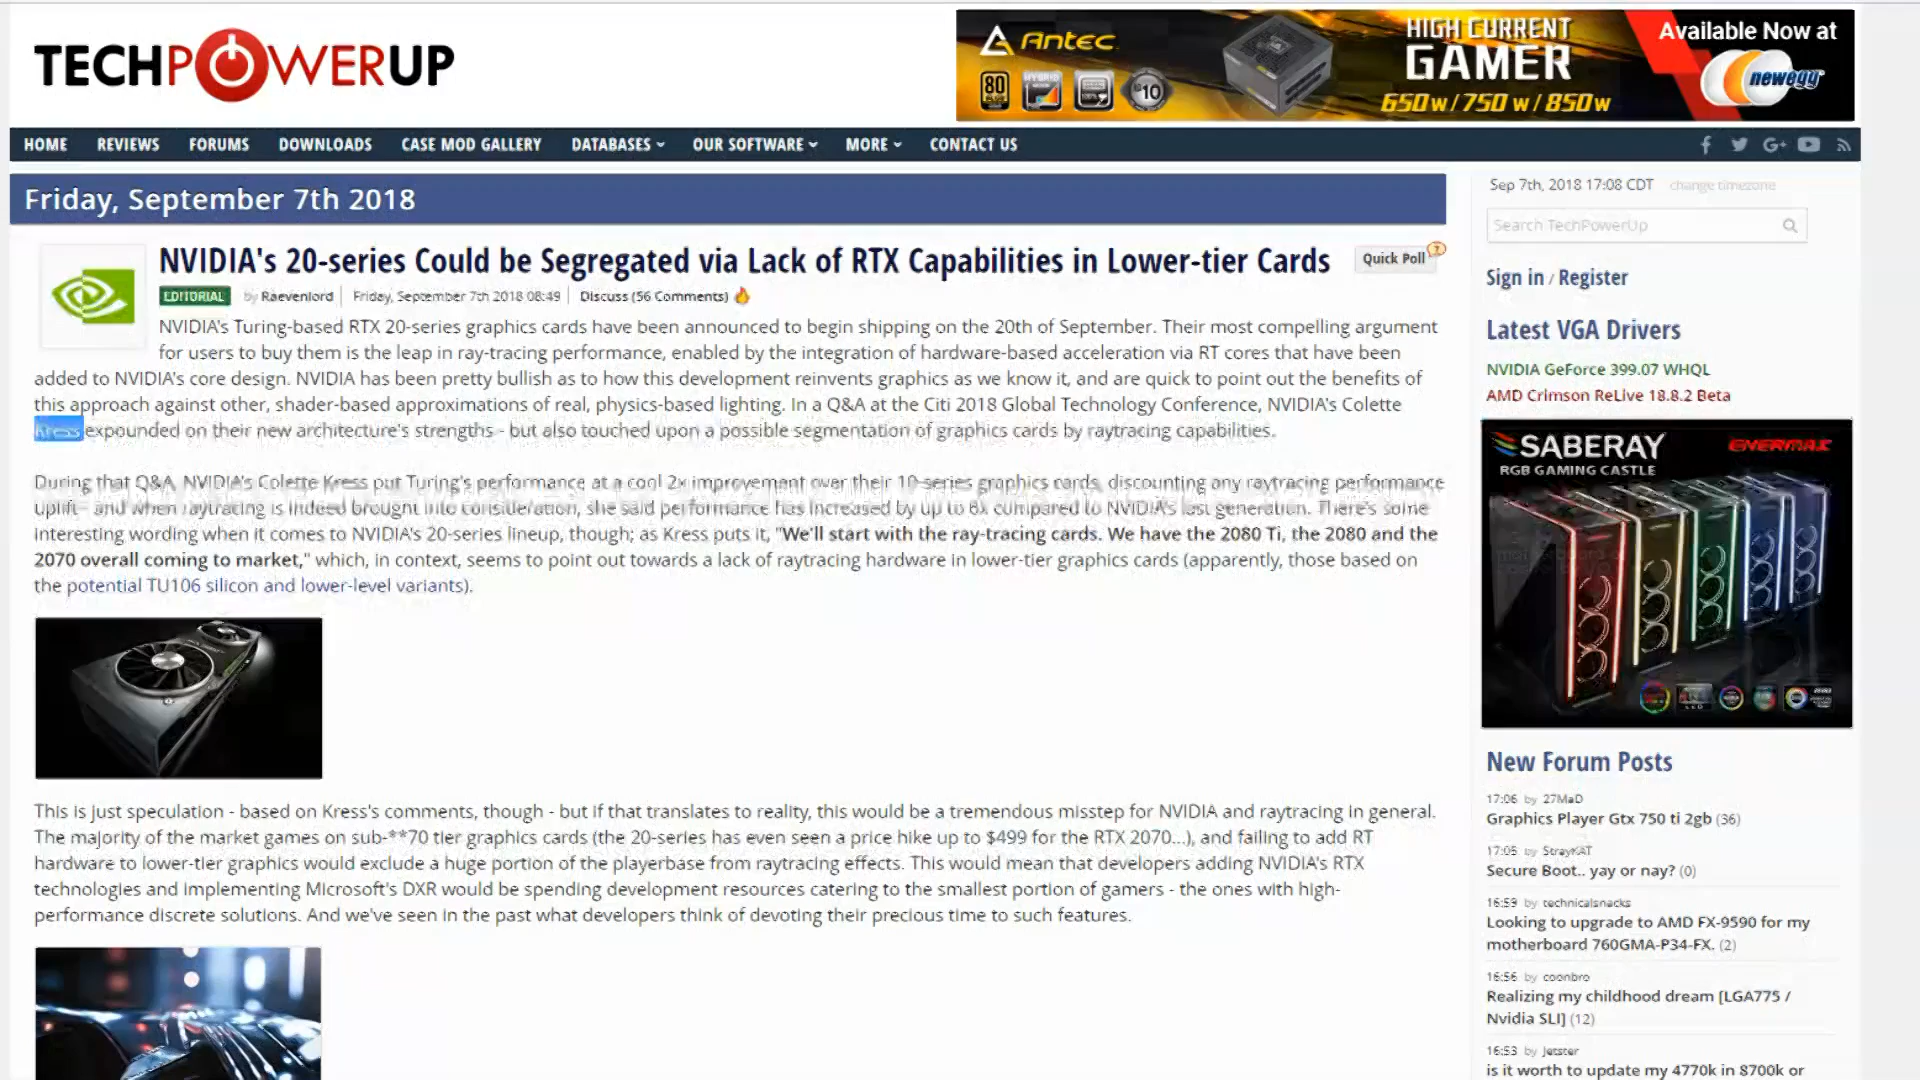 TECHPOWERUP
Antec
HIGH CURRENT
GAMER
650w/750w/850w
Available Now at
newegg
80
HOME REVIEWS FORUMS DOWNLOADS CASE MOD GALLERY DATABASES OUR SOFTWARE MORE CONTACT US
Friday, September 7th 2018
NVIDIA's 20-series Could be Segregated via Lack of RTX Capabilities in Lower-tier Cards
Quick Poll
EDITORIAL by Raevenlord Friday, September 7th 2018 08:49 Discuss (56 Comments)
NVIDIA's Turing-based RTX 20-series graphics cards have been announced to begin shipping on the 20th of September. Their most compelling argument
for users to buy them is the leap in ray-tracing performance, enabled by the integration of hardware-based acceleration via RT cores that have been
added to NVIDIA's core design. NVIDIA has been pretty bullish as to how this development reinvents graphics as we know it, and are quick to point out the benefits of
this approach against other, shader-based approximations of real, physics-based lighting. In a Q&A at the Citi 2018 Global Technology Conference, NVIDIA's Colette
Kress expounded on their new architecture's strengths - but also touched upon a possible segmentation of graphics cards by raytracing capabilities.
During that Q&A, NVIDIA's Colette Kress put Turing's performance at a cool 2x improvement over their 10-series graphics cards, discounting any raytracing performance
uplift - and when raytracing is indeed brought into consideration, she said performance has increased by up to 6x compared to NVIDIA's last generation. There's some
interesting wording when it comes to NVIDIA's 20-series lineup, though; as Kress puts it, "We'll start with the ray-tracing cards. We have the 2080 Ti, the 2080 and the
2070 overall coming to market," which, in context, seems to point out towards a lack of raytracing hardware in lower-tier graphics cards (apparently, those based on
the potential TU106 silicon and lower-level variants).
This is just speculation - based on Kress's comments, though - but if that translates to reality, this would be a tremendous misstep for NVIDIA and raytracing in general.
The majority of the market games on sub-**70 tier graphics cards (the 20-series has even seen a price hike up to $499 for the RTX 2070...), and failing to add RT
hardware to lower-tier graphics would exclude a huge portion of the playerbase from raytracing effects. This would mean that developers adding NVIDIA's RTX
technologies and implementing Microsoft's DXR would be spending development resources catering to the smallest portion of gamers - the ones with high-
performance discrete solutions. And we've seen in the past what developers think of devoting their precious time to such features.
Sep 7th, 2018 17:08 CDT change timezone
Search TechPowerUp
Sign in / Register
Latest VGA Drivers
NVIDIA GeForce 399.07 WHQL
AMD Crimson ReLive 18.8.2 Beta
SABERAY
RGB GAMING CASTLE
ENERMAX
New Forum Posts
17:06 by 27MaD
Graphics Player Gtx 750 ti 2gb (36)
17:05 by StrayKAT
Secure Boot.. yay or nay? (0)
16:59 by technicalsnacks
Looking to upgrade to AMD FX-9590 for my
motherboard 760GMA-P34-FX. (2)
16:56 by coonbro
Realizing my childhood dream [LGA775 /
Nvidia SLI] (12)
16:53 by Jetster
is it worth to update my 4770k in 8700k or